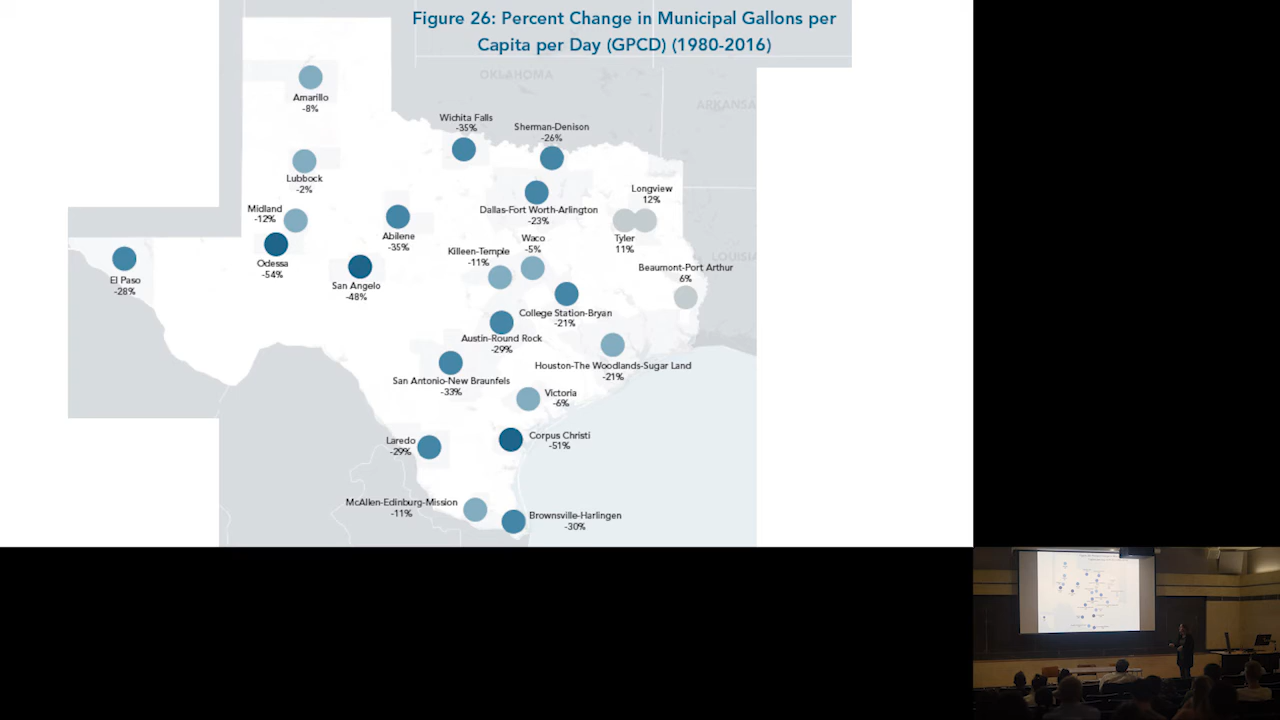 Figure 26: Percent Change in Municipal Gallons per
Capita per Day (GPCD) (1980-2016)
OKLAHOMA
ARKANSA
Amarillo
-8%
Wichita Falls
-35%
Sherman-Denison
-26%
Lubbock
-2%
Longview
12%
Midland
-12%
Dallas-Fort Worth-Arlington
-23%
Abilene
-35%
Waco
-5%
Tyler
11%
Killeen-Temple
-11%
LOUISIA
Odessa
-54%
Beaumont-Port Arthur
6%
El Paso
-28%
San Angelo
-48%
College Station-Bryan
-21%
Austin-Round Rock
-29%
Houston-The Woodlands-Sugar Land
-21%
San Antonio-New Braunfels
-33%
Victoria
-6%
Laredo
-29%
Corpus Christi
-51%
McAllen-Edinburg-Mission
-11%
Brownsville-Harlingen
-30%